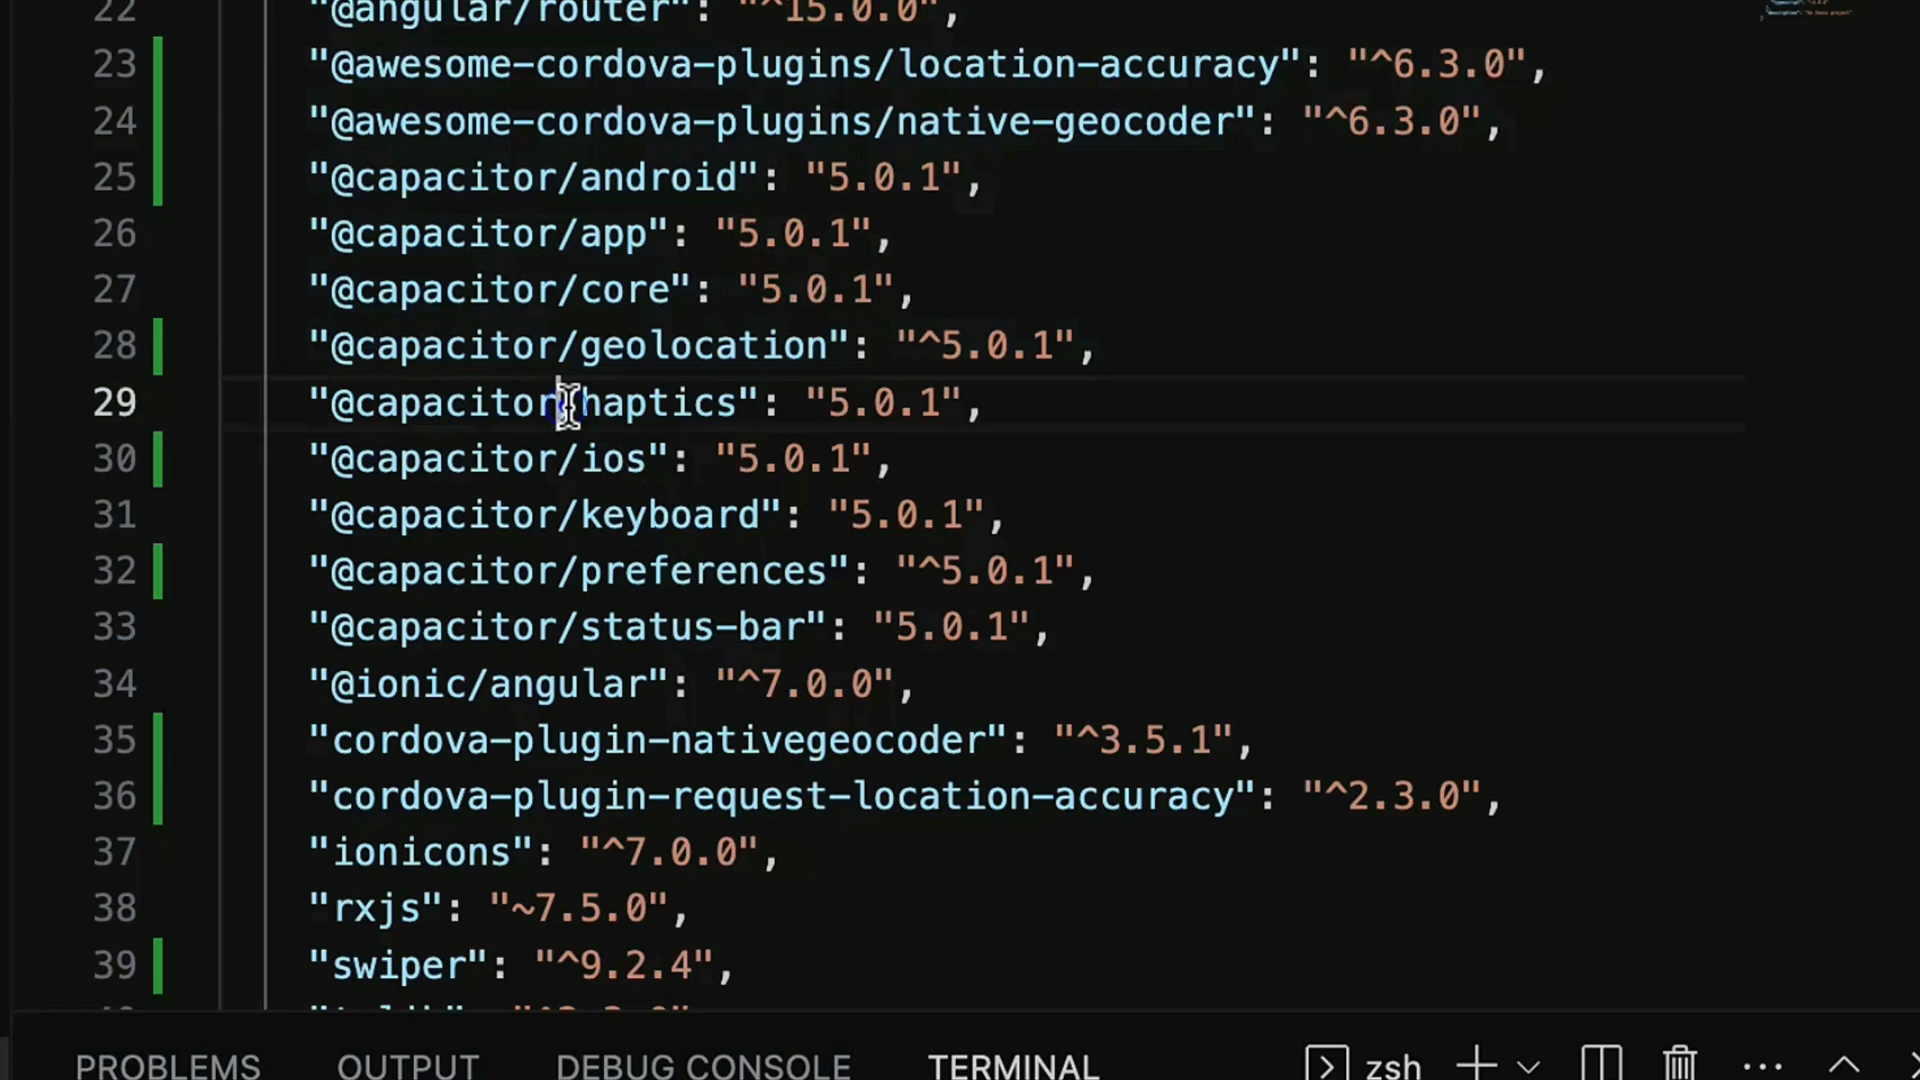 22 "@angular/router": "^15.0.0",
23 "@awesome-cordova-plugins/location-accuracy": "^6.3.0",
24 "@awesome-cordova-plugins/native-geocoder": "^6.3.0",
25 "@capacitor/android": "5.0.1",
26 "@capacitor/app": "5.0.1",
27 "@capacitor/core": "5.0.1",
28 "@capacitor/geolocation": "^5.0.1",
29 "@capacitor/haptics": "5.0.1",
30 "@capacitor/ios": "5.0.1",
31 "@capacitor/keyboard": "5.0.1",
32 "@capacitor/preferences": "^5.0.1",
33 "@capacitor/status-bar": "5.0.1",
34 "@ionic/angular": "^7.0.0",
35 "cordova-plugin-nativegeocoder": "^3.5.1",
36 "cordova-plugin-request-location-accuracy": "^2.3.0",
37 "ionicons": "^7.0.0",
38 "rxjs": "~7.5.0",
39 "swiper": "^9.2.4",
PROBLEMS OUTPUT DEBUG CONSOLE TERMINAL zsh